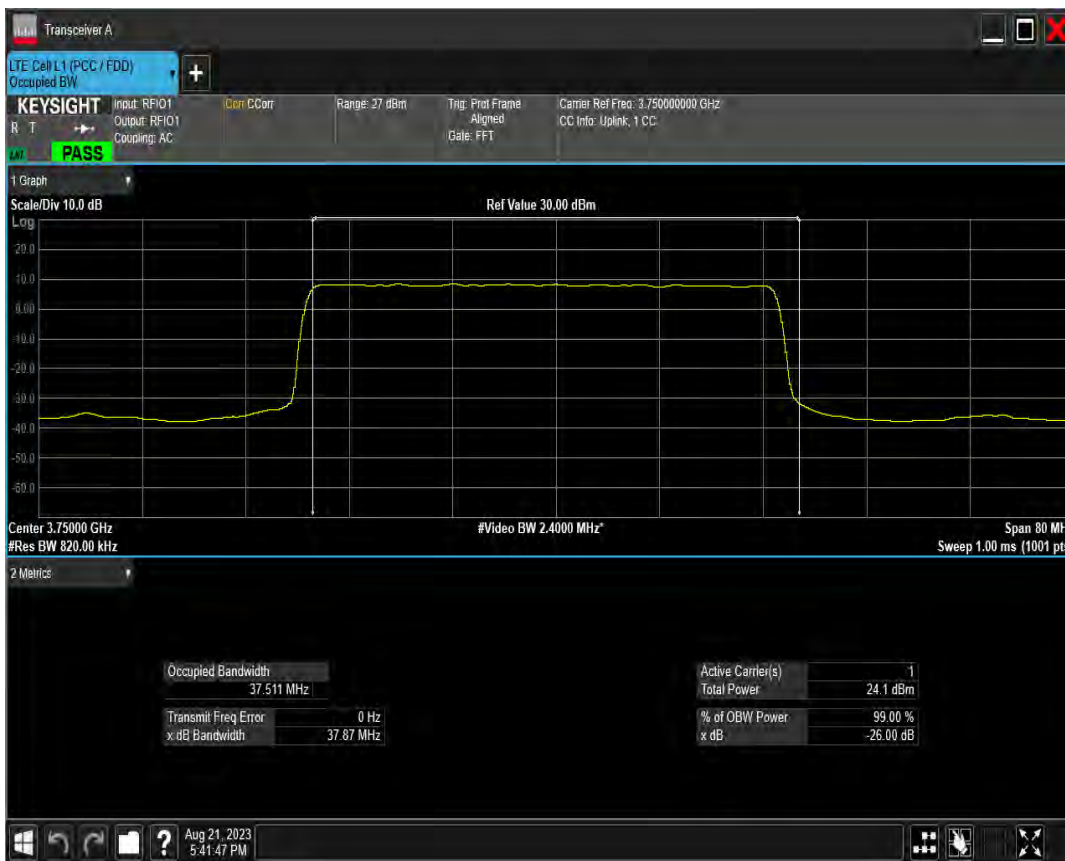 Transceiver A
LTE Cell L1 (PCC / FDD)
Occupied BW
+
KEYSIGHT
R T
PASS
Input: RFIO1
Output: RFIO1
Coupling: AC
Corr CCorr
Range: 27 dBm
Trig: Prot Frame
Aligned
Gate: FFT
Carrier Ref Freq: 3.750000000 GHz
CC Info: Uplink, 1 CC
1 Graph
Scale/Div 10.0 dB
Ref Value 30.00 dBm
Log
20.0
10.0
0.00
-10.0
-20.0
-30.0
-40.0
-50.0
-60.0
Center 3.75000 GHz
#Video BW 2.4000 MHz*
Span 80 MH
#Res BW 820.00 kHz
Sweep 1.00 ms (1001 pts
2 Metrics
Occupied Bandwidth
37.511 MHz
Transmit Freq Error 0 Hz
x dB Bandwidth 37.87 MHz
Active Carrier(s) 1
Total Power 24.1 dBm
% of OBW Power 99.00 %
x dB -26.00 dB
?
Aug 21, 2023
5:41:47 PM